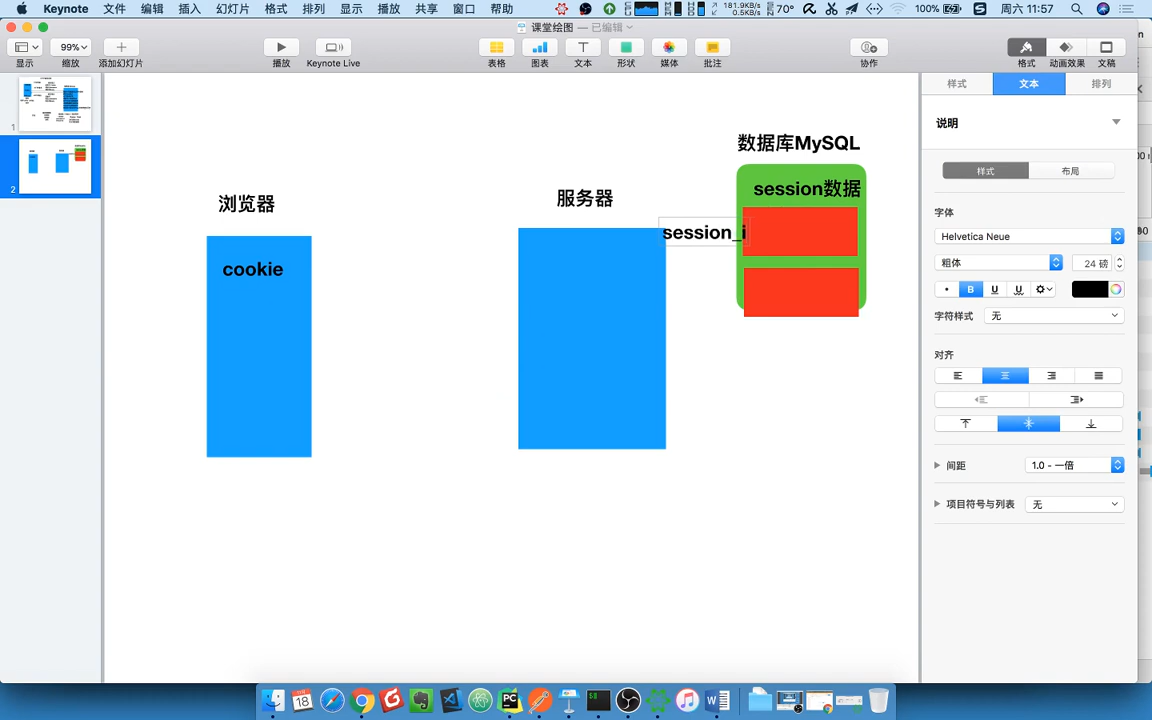 Keynote 文件 编辑 插入 幻灯片 格式 排列 显示 播放 共享 窗口 帮助 181.9KB/s 0.5KB/s 70° 100% 周六 11:57
课堂绘图 — 已编辑
99%
显示 缩放 添加幻灯片 播放 Keynote Live 表格 图表 文本 形状 媒体 批注 协作 格式 动画效果 文稿
样式 文本 排列
说明
样式 布局
字体
Helvetica Neue
粗体 24 磅
B U U
字符样式 无
对齐
间距 1.0 - 一倍
项目符号与列表 无
1
2
数据库MySQL
session数据
浏览器
服务器
session_i
cookie
18
PC